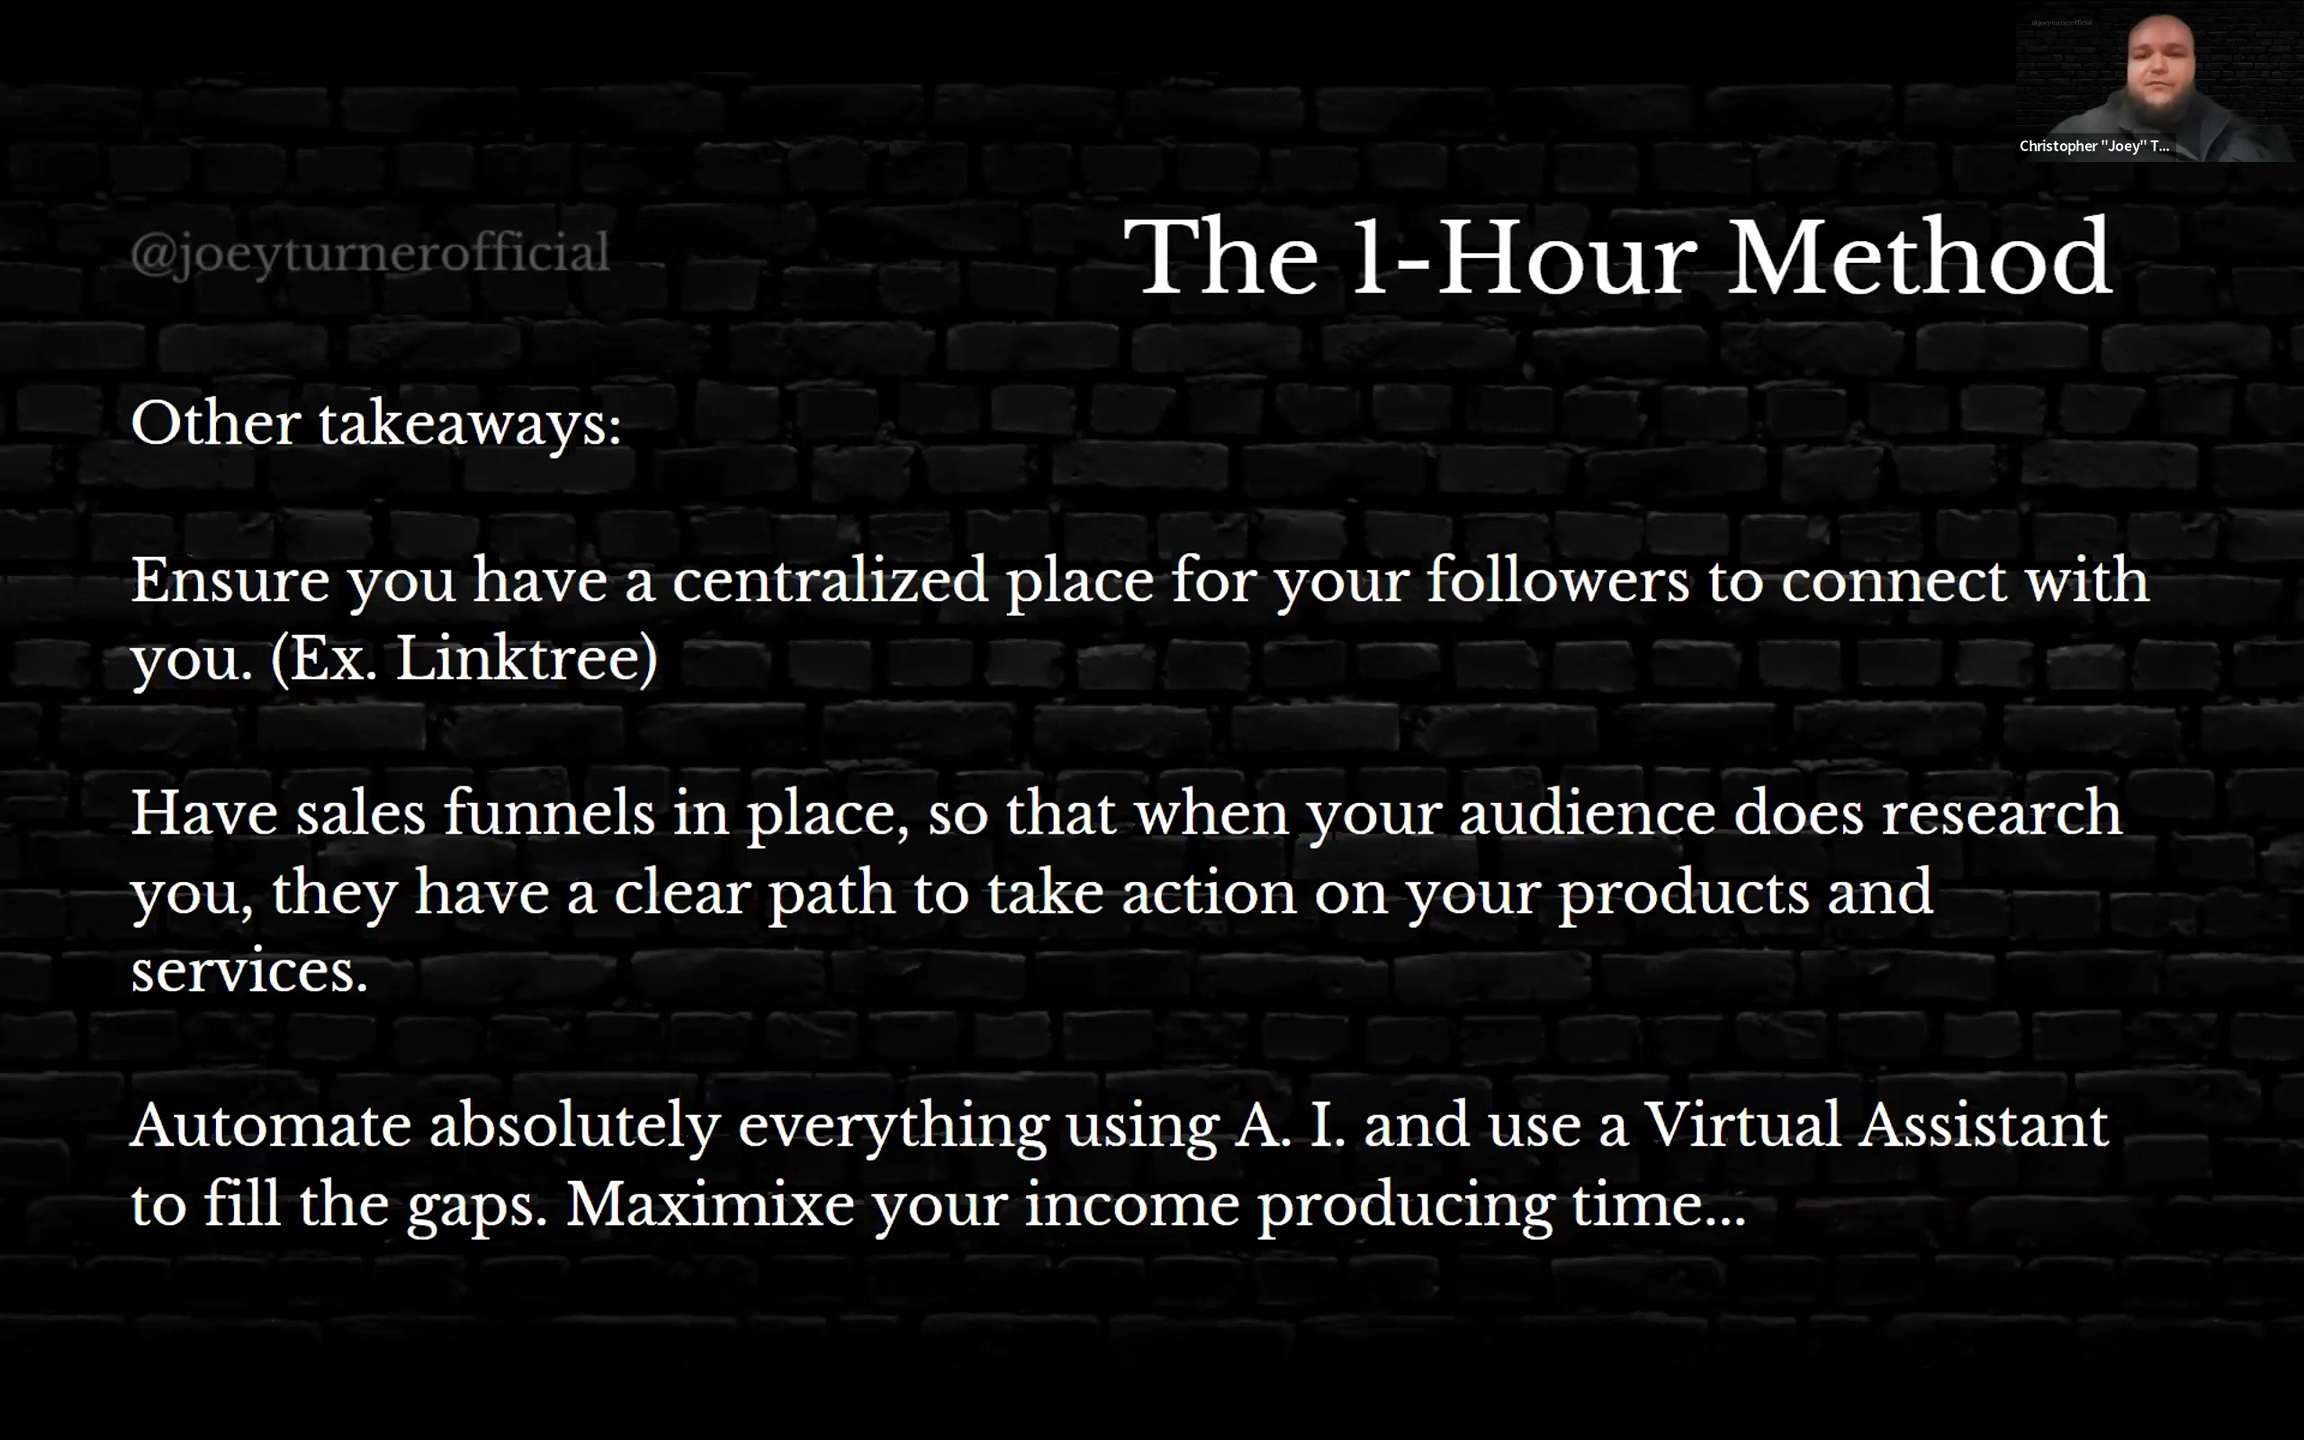 @joeyturnerofficial
Christopher "Joey" T...
@joeyturnerofficial
The 1-Hour Method
Other takeaways:
Ensure you have a centralized place for your followers to connect with
you. (Ex. Linktree)
Have sales funnels in place, so that when your audience does research
you, they have a clear path to take action on your products and
services.
Automate absolutely everything using A. I. and use a Virtual Assistant
to fill the gaps. Maximixe your income producing time...